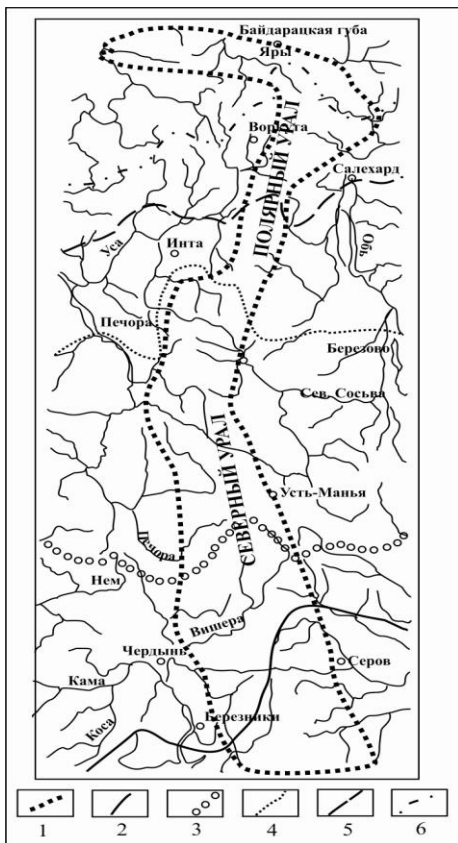 Байдарацкая губа
Яры
Воркута
Салехард
ПОЛЯРНЫЙ УРАЛ
Обь
Уса
Инта
Печора
Березово
Сев. Сосьва
Усть-Манья
СЕВЕРНЫЙ УРАЛ
Печора
Нем
Вишера
Чердынь
Серов
Кама
Коса
Березники
1 2 3 4 5 6